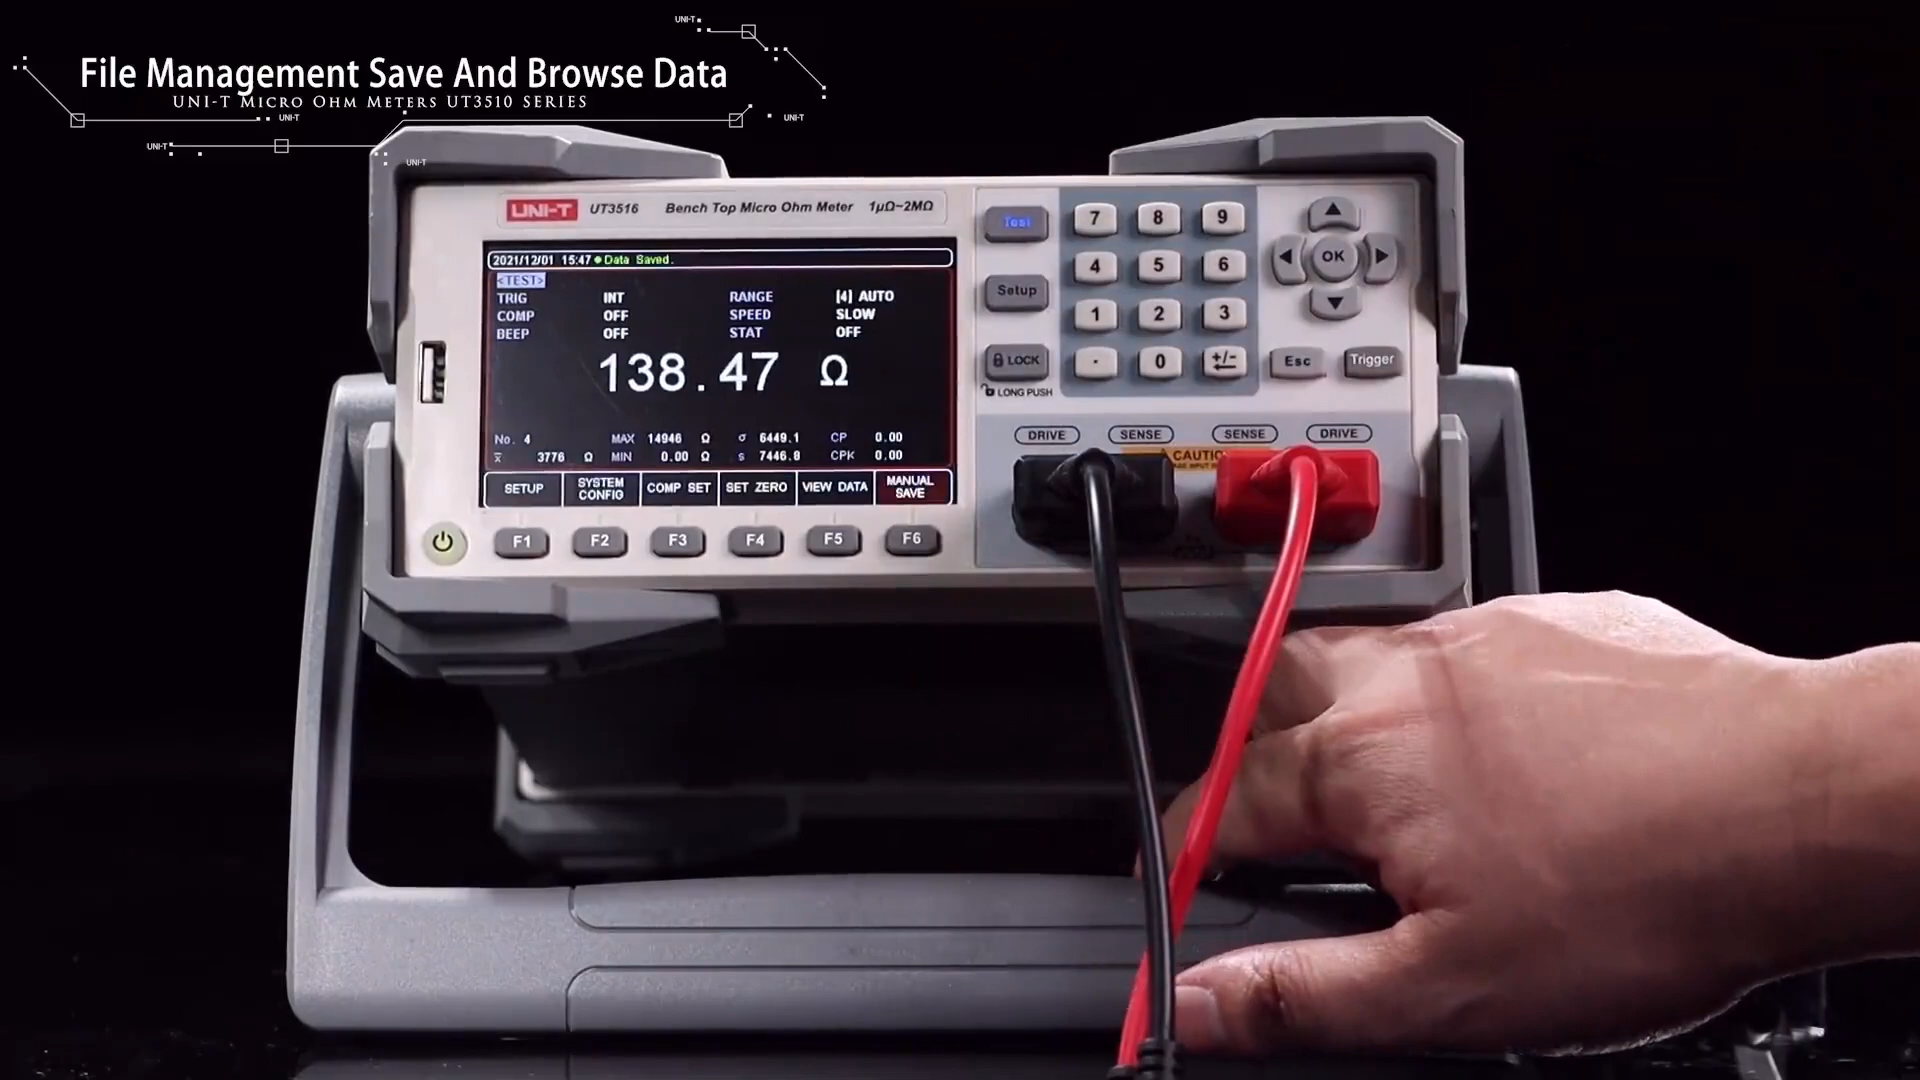 UNI-T
File Management Save And Browse Data
UNI-T Micro Ohm Meters UT3510 SERIES
UNI-T
UNI-T
UNI-T
UNI-T
UNI-T UT3516 Bench Top Micro Ohm Meter 1μΩ~2MΩ
2021/12/01 15:47 Data Saved.
<TEST>
TRIG INT RANGE [4] AUTO
COMP OFF SPEED SLOW
BEEP OFF STAT OFF
138.47 Ω
No. 4 MAX 14946 Ω σ 6449.1 CP 0.00
x̄ 3776 Ω MIN 0.00 Ω s 7446.8 CPK 0.00
SETUP SYSTEM CONFIG COMP SET SET ZERO VIEW DATA MANUAL SAVE
F1 F2 F3 F4 F5 F6
Test
Setup
LOCK
LONG PUSH
7 8 9
4 5 6
1 2 3
. 0 +/-
OK
Esc Trigger
DRIVE SENSE SENSE DRIVE